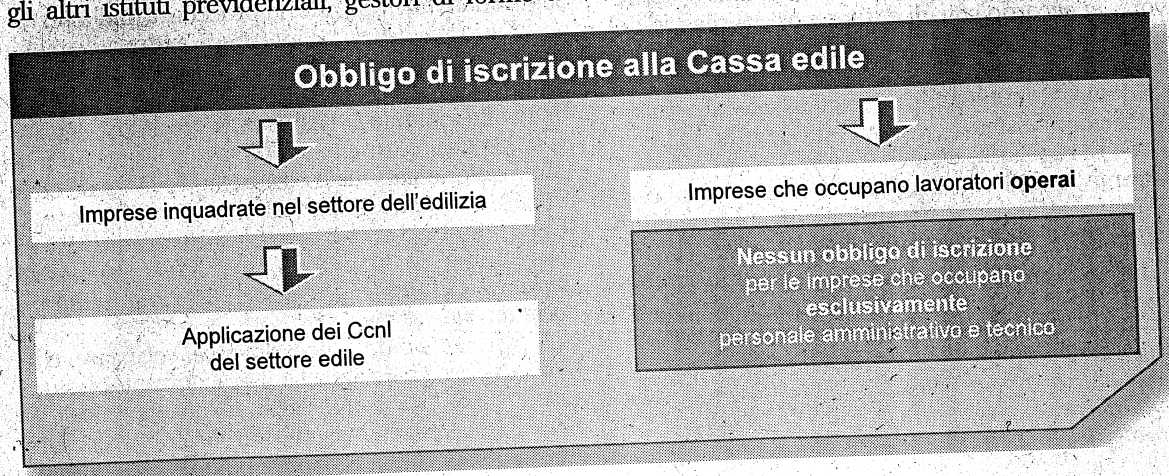 gli altri istituti previdenziali, gestori di forme
Obbligo di iscrizione alla Cassa edile
Imprese inquadrate nel settore dell'edilizia
Applicazione dei Ccnl
del settore edile
Imprese che occupano lavoratori operai
Nessun obbligo di iscrizione
per le imprese che occupano
esclusivamente
personale amministrativo e tecnico